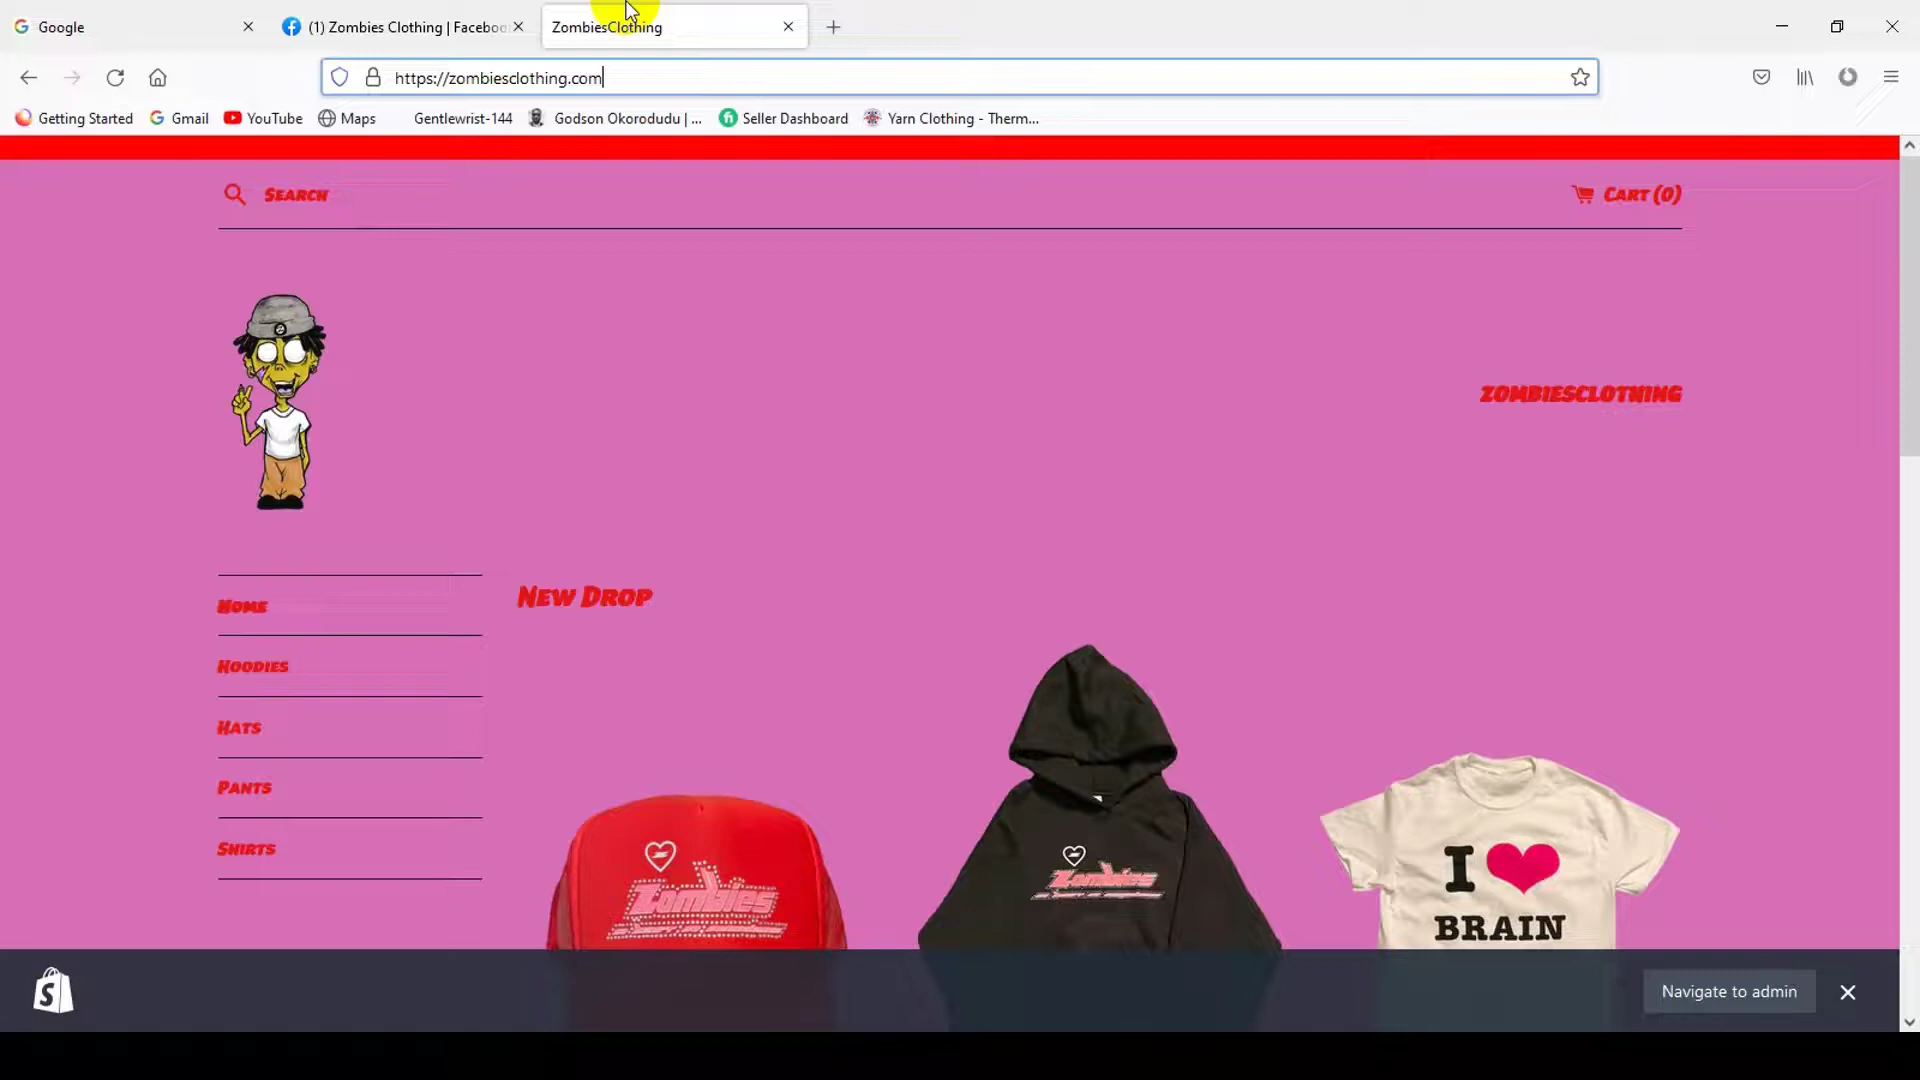 Google
(1) Zombies Clothing | Faceboo
ZombiesClothing
https://zombiesclothing.com
Getting Started
Gmail
YouTube
Maps
Gentlewrist-144
Godson Okorodudu | ...
Seller Dashboard
Yarn Clothing - Therm...
Search
Cart (0)
ZOMBIESCLOTHING
Home
Hoodies
Hats
Pants
Shirts
New Drop
Zombies
Zombies
I
BRAIN
Navigate to admin